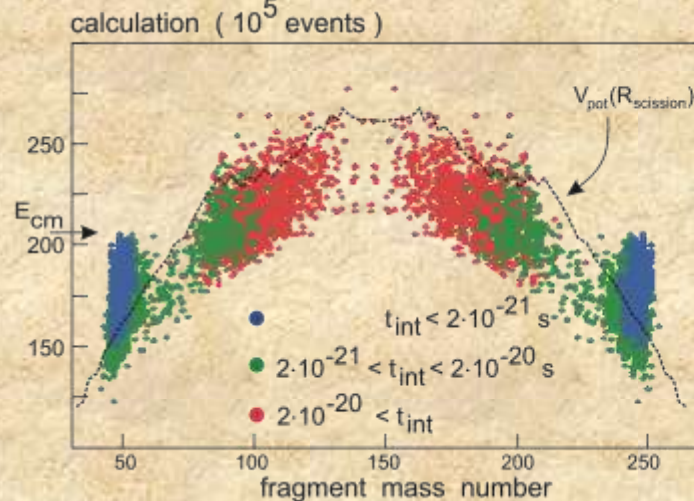 calculation ( 10⁵ events )
V_pot(R_scission)
250
E_cm
200
150
t_int < 2·10⁻²¹ s
2·10⁻²¹ < t_int < 2·10⁻²⁰ s
2·10⁻²⁰ < t_int
50 100 150 200 250
fragment mass number